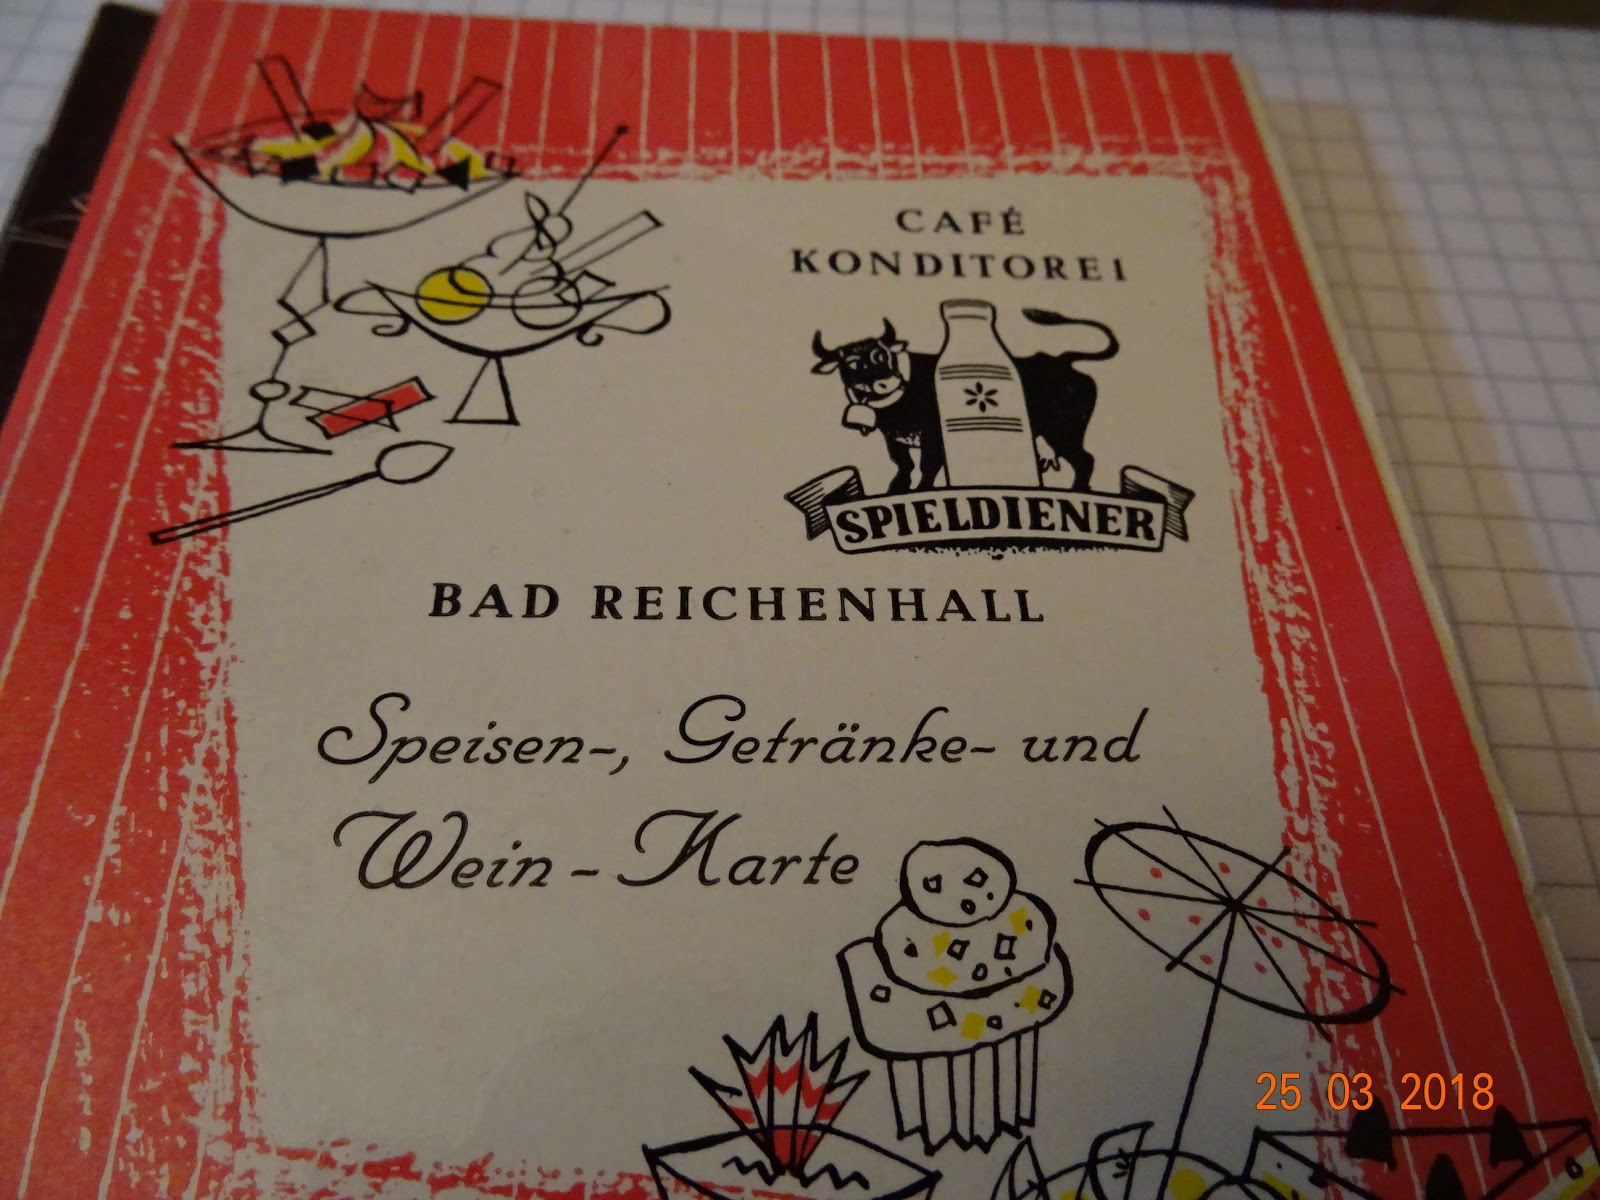 CAFÉ
KONDITOREI
SPIELDIENER
BAD REICHENHALL
Speisen-, Getränke- und
Wein-Karte
25 03 2018